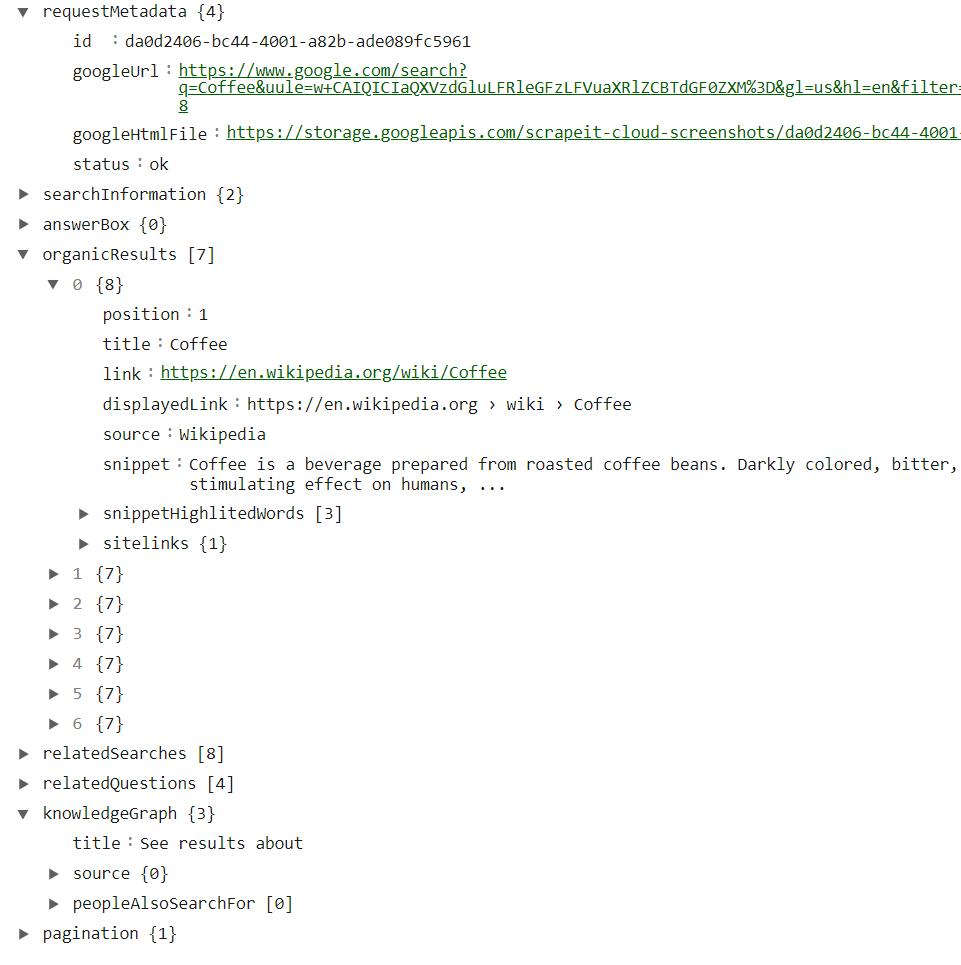 requestMetadata {4}
id : da0d2406-bc44-4001-a82b-ade089fc5961
googleUrl : https://www.google.com/search?
q=Coffee&uule=w+CAIQICIaQXVzdGluLFRleGFzLFVuaXRlZCBTdGF0ZXM%3D&gl=us&hl=en&filter=
8
googleHtmlFile : https://storage.googleapis.com/scrapeit-cloud-screenshots/da0d2406-bc44-4001-
status : ok
searchInformation {2}
answerBox {0}
organicResults [7]
0 {8}
position : 1
title : Coffee
link : https://en.wikipedia.org/wiki/Coffee
displayedLink : https://en.wikipedia.org › wiki › Coffee
source : Wikipedia
snippet : Coffee is a beverage prepared from roasted coffee beans. Darkly colored, bitter,
stimulating effect on humans, ...
snippetHighlitedWords [3]
sitelinks {1}
1 {7}
2 {7}
3 {7}
4 {7}
5 {7}
6 {7}
relatedSearches [8]
relatedQuestions [4]
knowledgeGraph {3}
title : See results about
source {0}
peopleAlsoSearchFor [0]
pagination {1}